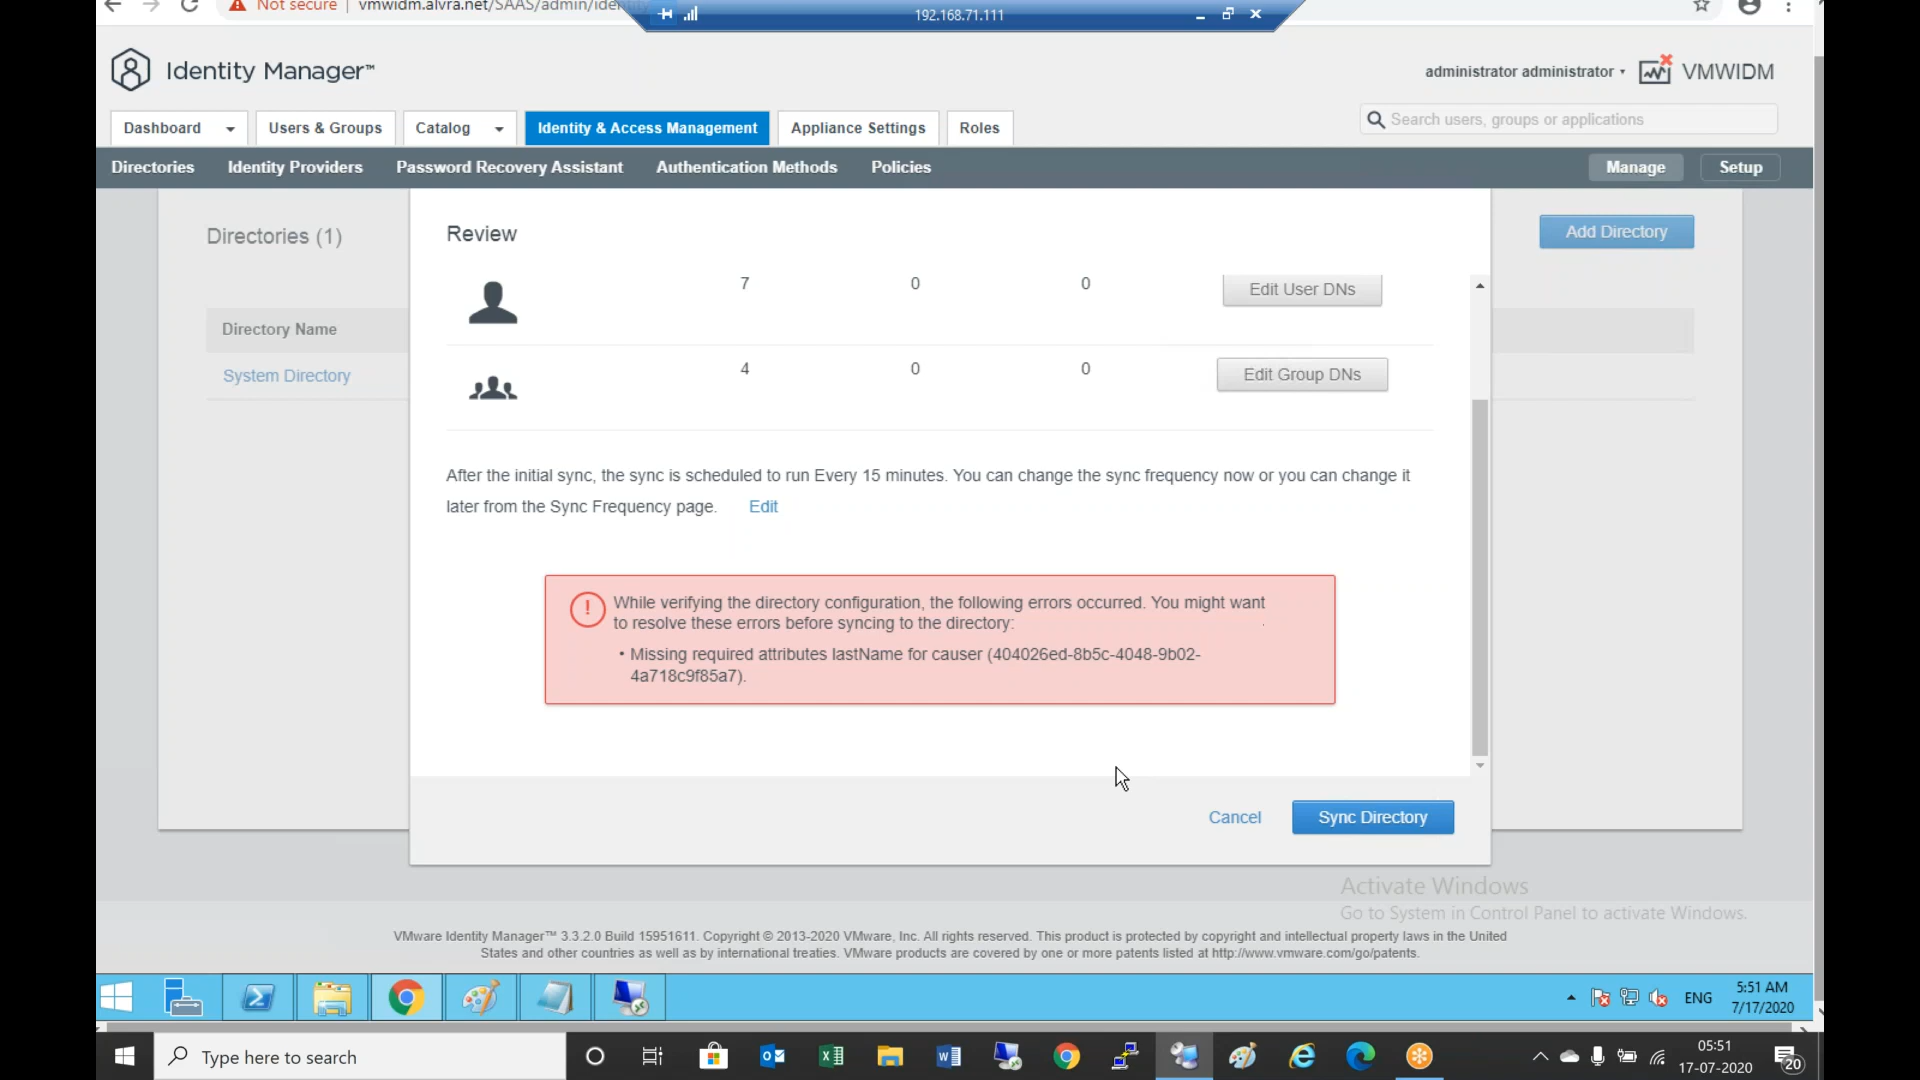 Not secure | vmwidm.alvra.net/SAAS/admin/identity
192.168.71.111
Identity Manager™
administrator administrator
VMWIDM
Dashboard
Users & Groups
Catalog
Identity & Access Management
Appliance Settings
Roles
Search users, groups or applications
Directories
Identity Providers
Password Recovery Assistant
Authentication Methods
Policies
Manage
Setup
Directories (1)
Review
Add Directory
7 0 0
Edit User DNs
Directory Name
System Directory
4 0 0
Edit Group DNs
After the initial sync, the sync is scheduled to run Every 15 minutes. You can change the sync frequency now or you can change it
later from the Sync Frequency page. Edit
While verifying the directory configuration, the following errors occurred. You might want
to resolve these errors before syncing to the directory:
• Missing required attributes lastName for causer (404026ed-8b5c-4048-9b02-
4a718c9f85a7).
Cancel
Sync Directory
Activate Windows
Go to System in Control Panel to activate Windows.
VMware Identity Manager™ 3.3.2.0 Build 15951611. Copyright © 2013-2020 VMware, Inc. All rights reserved. This product is protected by copyright and intellectual property laws in the United
States and other countries as well as by international treaties. VMware products are covered by one or more patents listed at http://www.vmware.com/go/patents.
ENG
5:51 AM
7/17/2020
Type here to search
05:51
17-07-2020
20